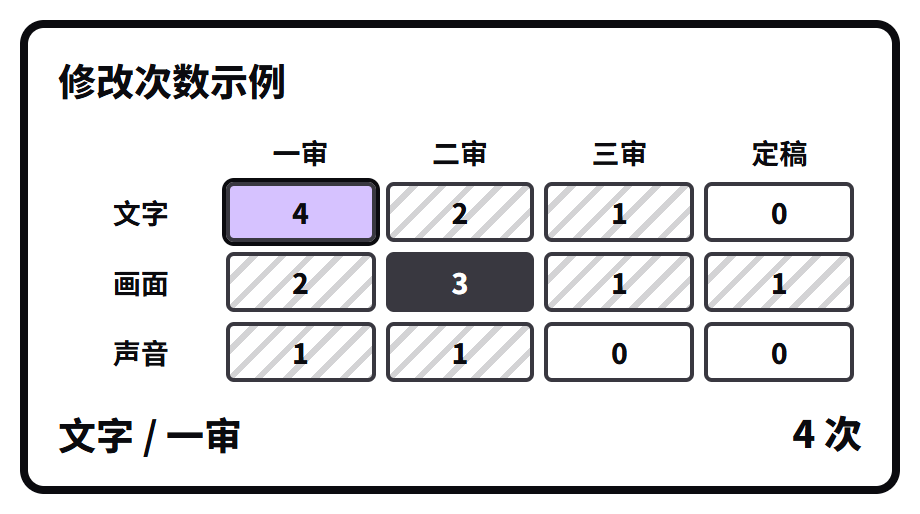 修改次数示例
一审 二审 三审 定稿
文字 4 2 1 0
画面 2 3 1 1
声音 1 1 0 0
文字 / 一审 4 次